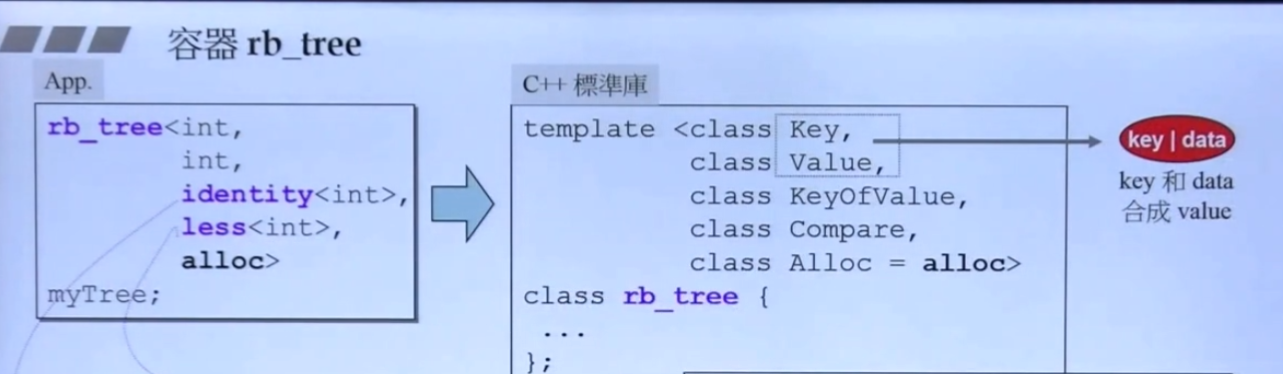 容器 rb_tree
App.
rb_tree<int,
int,
identity<int>,
less<int>,
alloc>
myTree;
C++ 標準庫
template <class Key,
class Value,
class KeyOfValue,
class Compare,
class Alloc = alloc>
class rb_tree {
...
};
key | data
key 和 data
合成 value